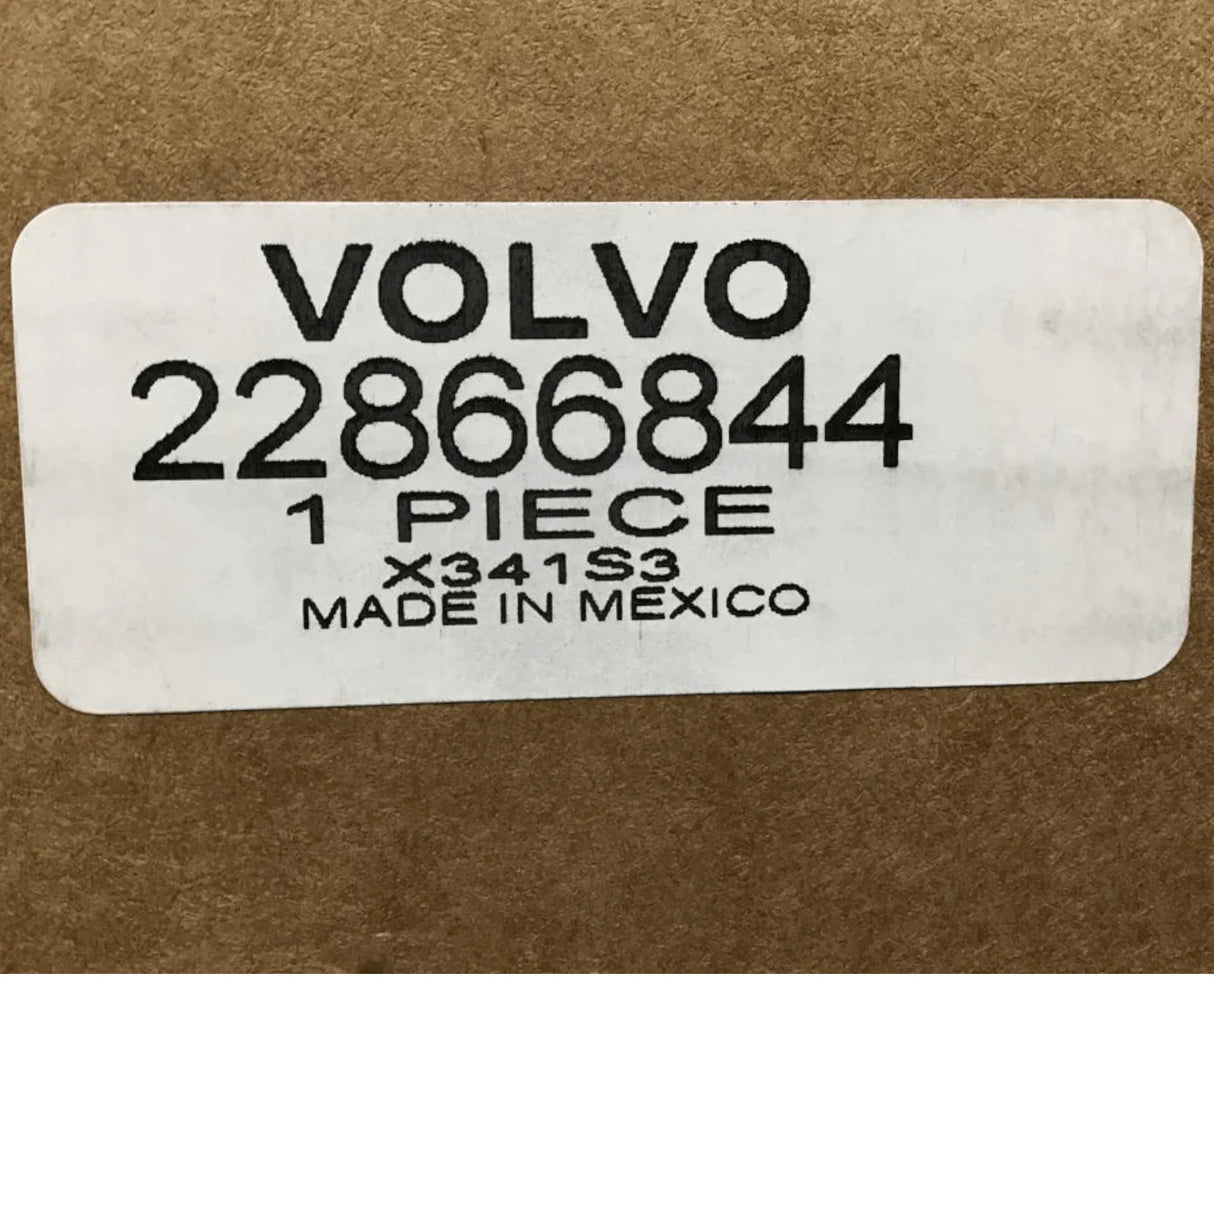 VOLVO
22866844
1 PIECE
X341S3
MADE IN MEXICO